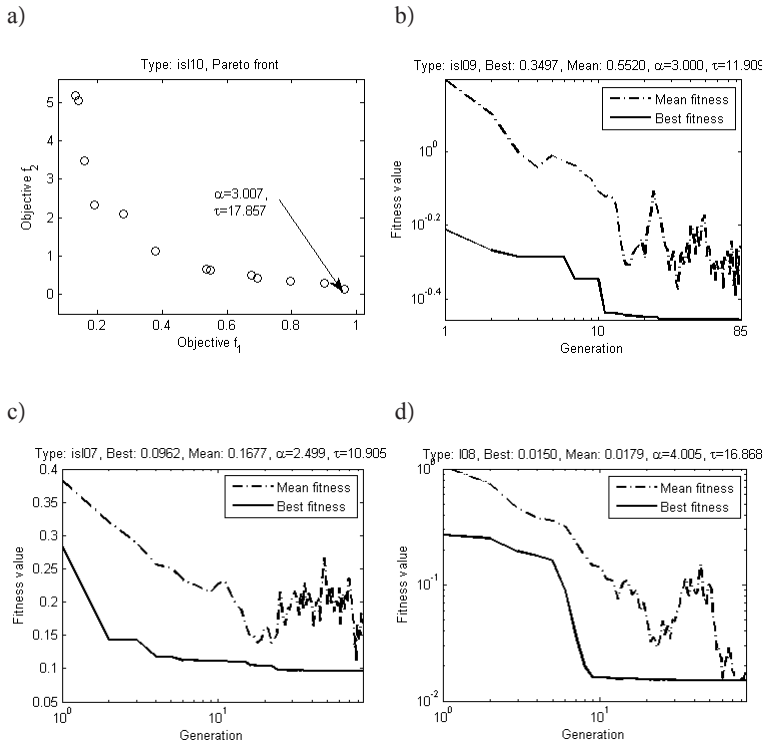 a)
Type: isl10, Pareto front
5
4
3
2
1
0
Objective f2
α=3.007,
τ=17.857
0.2
0.4
0.6
0.8
1
Objective f1
b)
Type: isl09, Best: 0.3497, Mean: 0.5520, α=3.000, τ=11.909
Mean fitness
Best fitness
10^0
10^-0.2
10^-0.4
Fitness value
1
10
85
Generation
c)
Type: isl07, Best: 0.0962, Mean: 0.1677, α=2.499, τ=10.905
0.4
0.35
0.3
0.25
0.2
0.15
0.1
0.05
Fitness value
Mean fitness
Best fitness
10^0
10^1
Generation
d)
Type: l08, Best: 0.0150, Mean: 0.0179, α=4.005, τ=16.868
10^0
10^-1
10^-2
Fitness value
Mean fitness
Best fitness
10^0
10^1
Generation